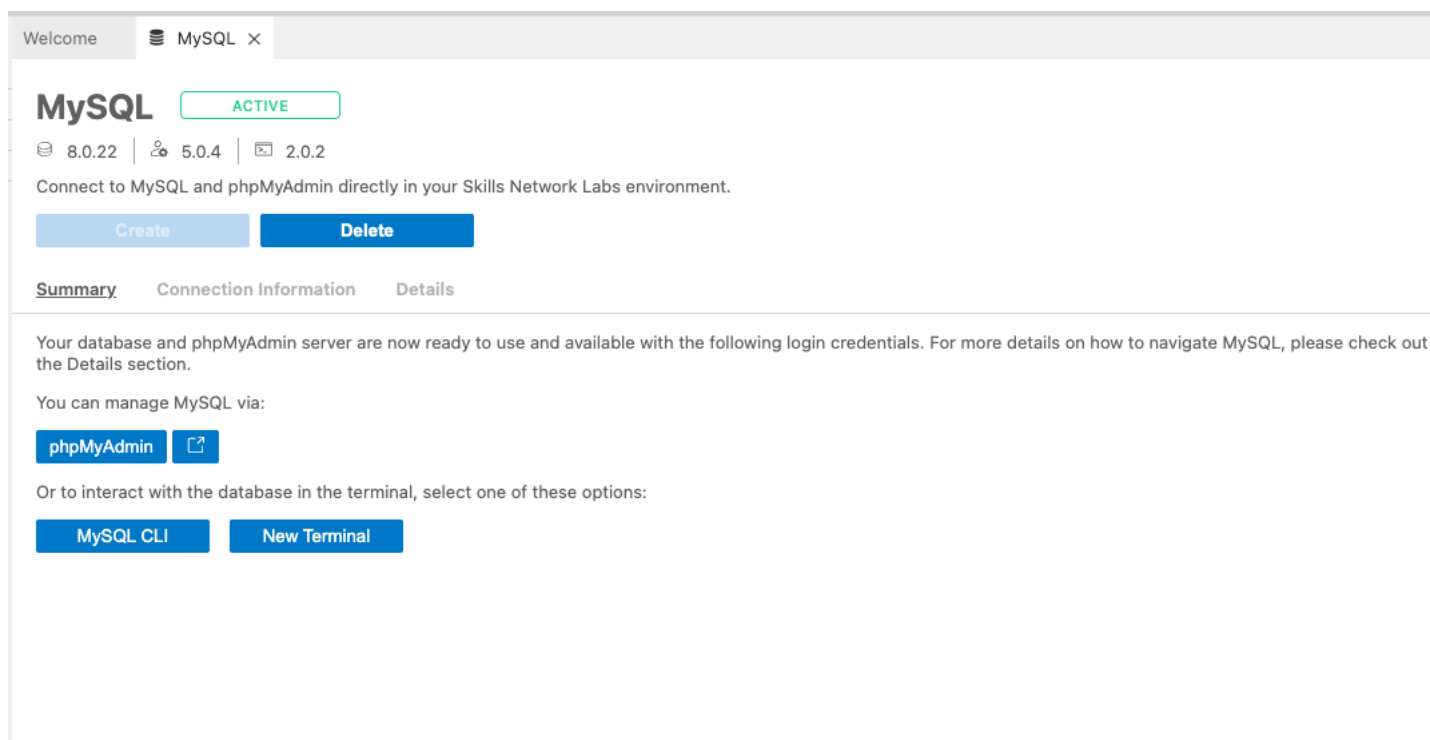 Welcome MySQL
MySQL ACTIVE
8.0.22 5.0.4 2.0.2
Connect to MySQL and phpMyAdmin directly in your Skills Network Labs environment.
Create Delete
Summary Connection Information Details
Your database and phpMyAdmin server are now ready to use and available with the following login credentials. For more details on how to navigate MySQL, please check out
the Details section.
You can manage MySQL via:
phpMyAdmin
Or to interact with the database in the terminal, select one of these options:
MySQL CLI New Terminal